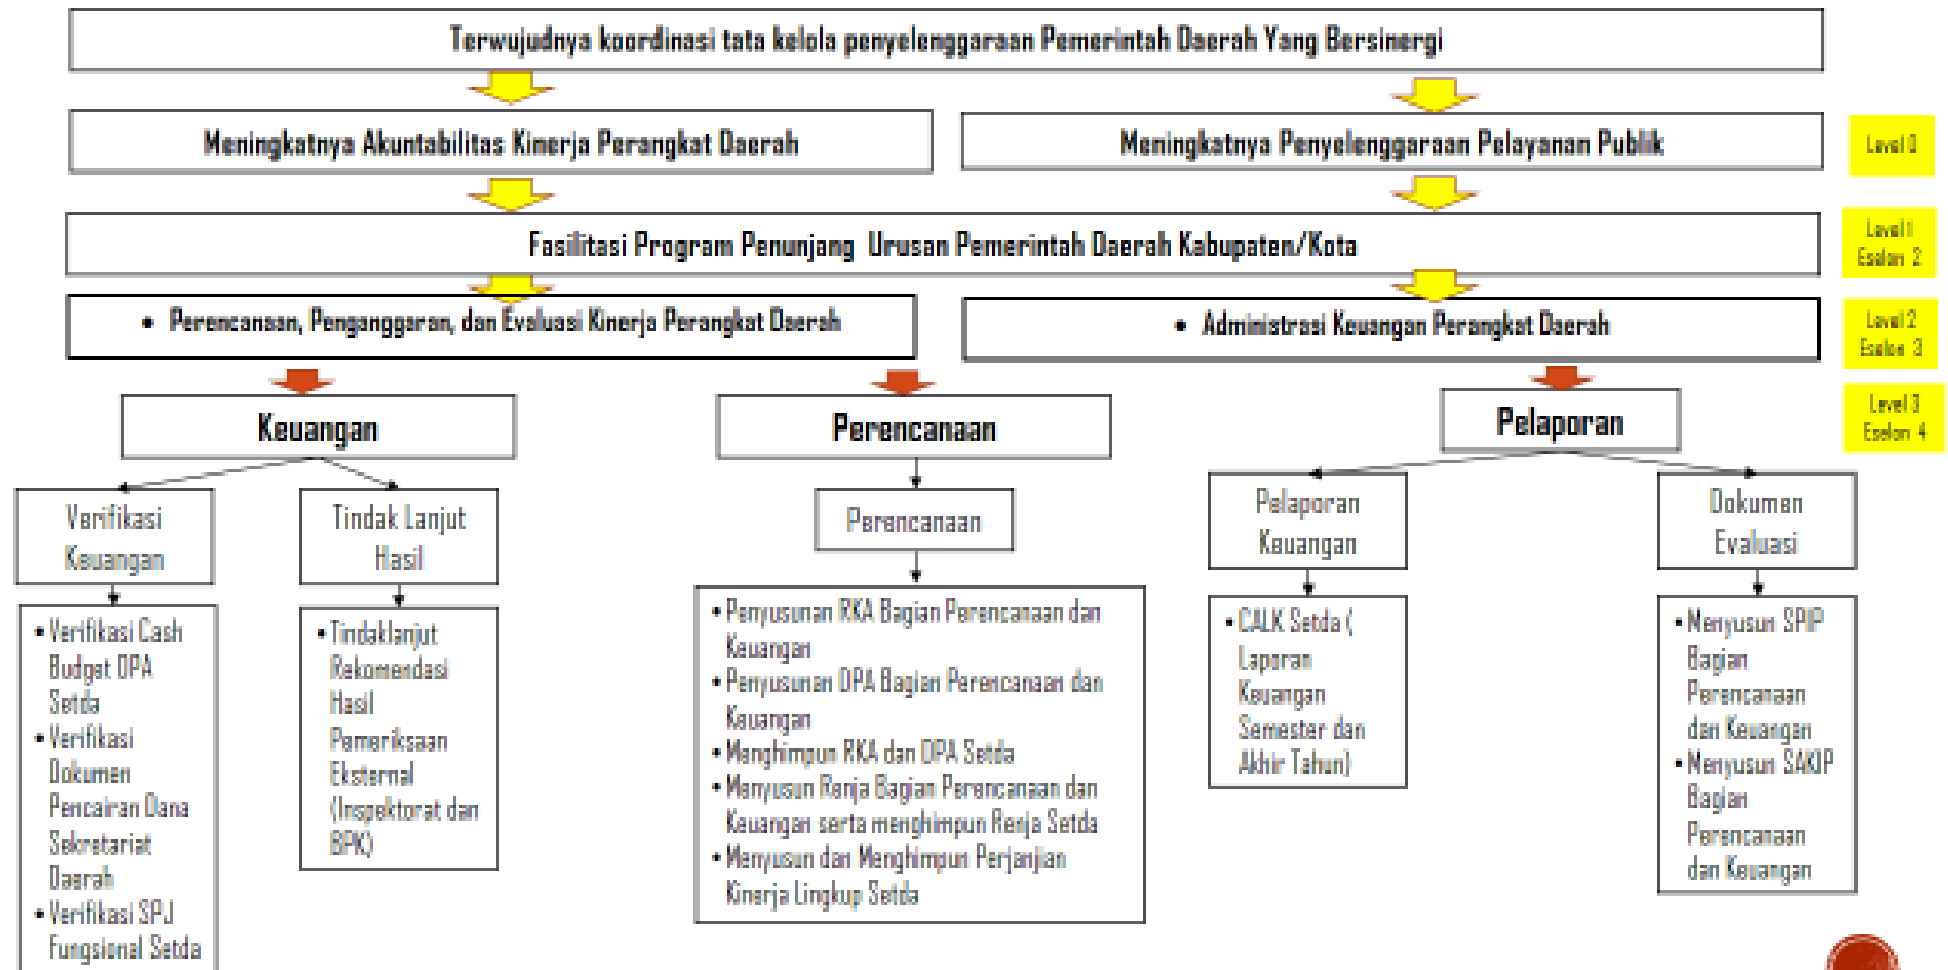 Terwujudnya koordinasi tata kelola penyelenggaraan Pemerintah Daerah Yang Bersinergi
Meningkatnya Akuntabilitas Kinerja Perangkat Daerah
Meningkatnya Penyelenggaraan Pelayanan Publik
Level 0
Fasilitasi Program Penunjang Urusan Pemerintah Daerah Kabupaten/Kota
Level 1
Eselon 2
• Perencanaan, Penganggaran, dan Evaluasi Kinerja Perangkat Daerah
• Administrasi Keuangan Perangkat Daerah
Level 2
Eselon 3
Keuangan
Perencanaan
Pelaporan
Level 3
Eselon 4
Verifikasi
Keuangan
Tindak Lanjut
Hasil
Perencanaan
Pelaporan
Keuangan
Dokumen
Evaluasi
• Verifikasi Cash
Budget DPA
Setda
• Verifikasi
Dokumen
Pencairan Dana
Sekretariat
Daerah
• Verifikasi SPJ
Fungsional Setda
• Tindaklanjut
Rekomendasi
Hasil
Pemeriksaan
Eksternal
(Inspektorat dan
BPK)
• Penyusunan RKA Bagian Perencanaan dan
Keuangan
• Penyusunan DPA Bagian Perencanaan dan
Keuangan
• Menghimpun RKA dan DPA Setda
• Menyusun Renja Bagian Perencanaan dan
Keuangan serta menghimpun Renja Setda
• Menyusun dan Menghimpun Perjanjian
Kinerja Lingkup Setda
• CALK Setda (
Laporan
Keuangan
Semester dan
Akhir Tahun)
• Menyusun SPIP
Bagian
Perencanaan
dan Keuangan
• Menyusun SAKIP
Bagian
Perencanaan
dan Keuangan